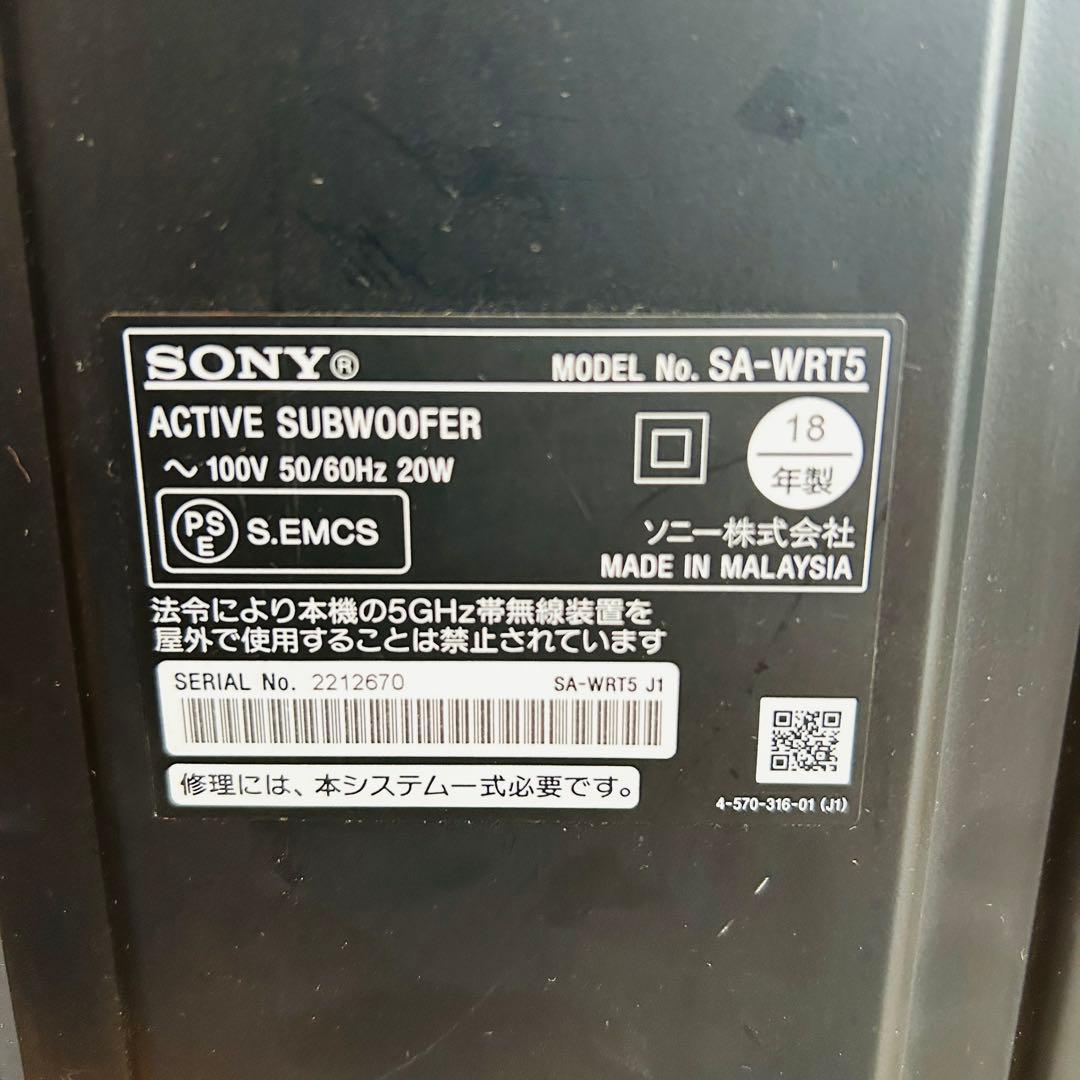 SONY®
MODEL No. SA-WRT5
ACTIVE SUBWOOFER
～ 100V 50/60Hz 20W
18
年製
PSE S.EMCS
ソニー株式会社
MADE IN MALAYSIA
法令により本機の5GHz帯無線装置を
屋外で使用することは禁止されています
SERIAL No. 2212670
SA-WRT5 J1
修理には、本システム一式必要です。
4-570-316-01 (J1)